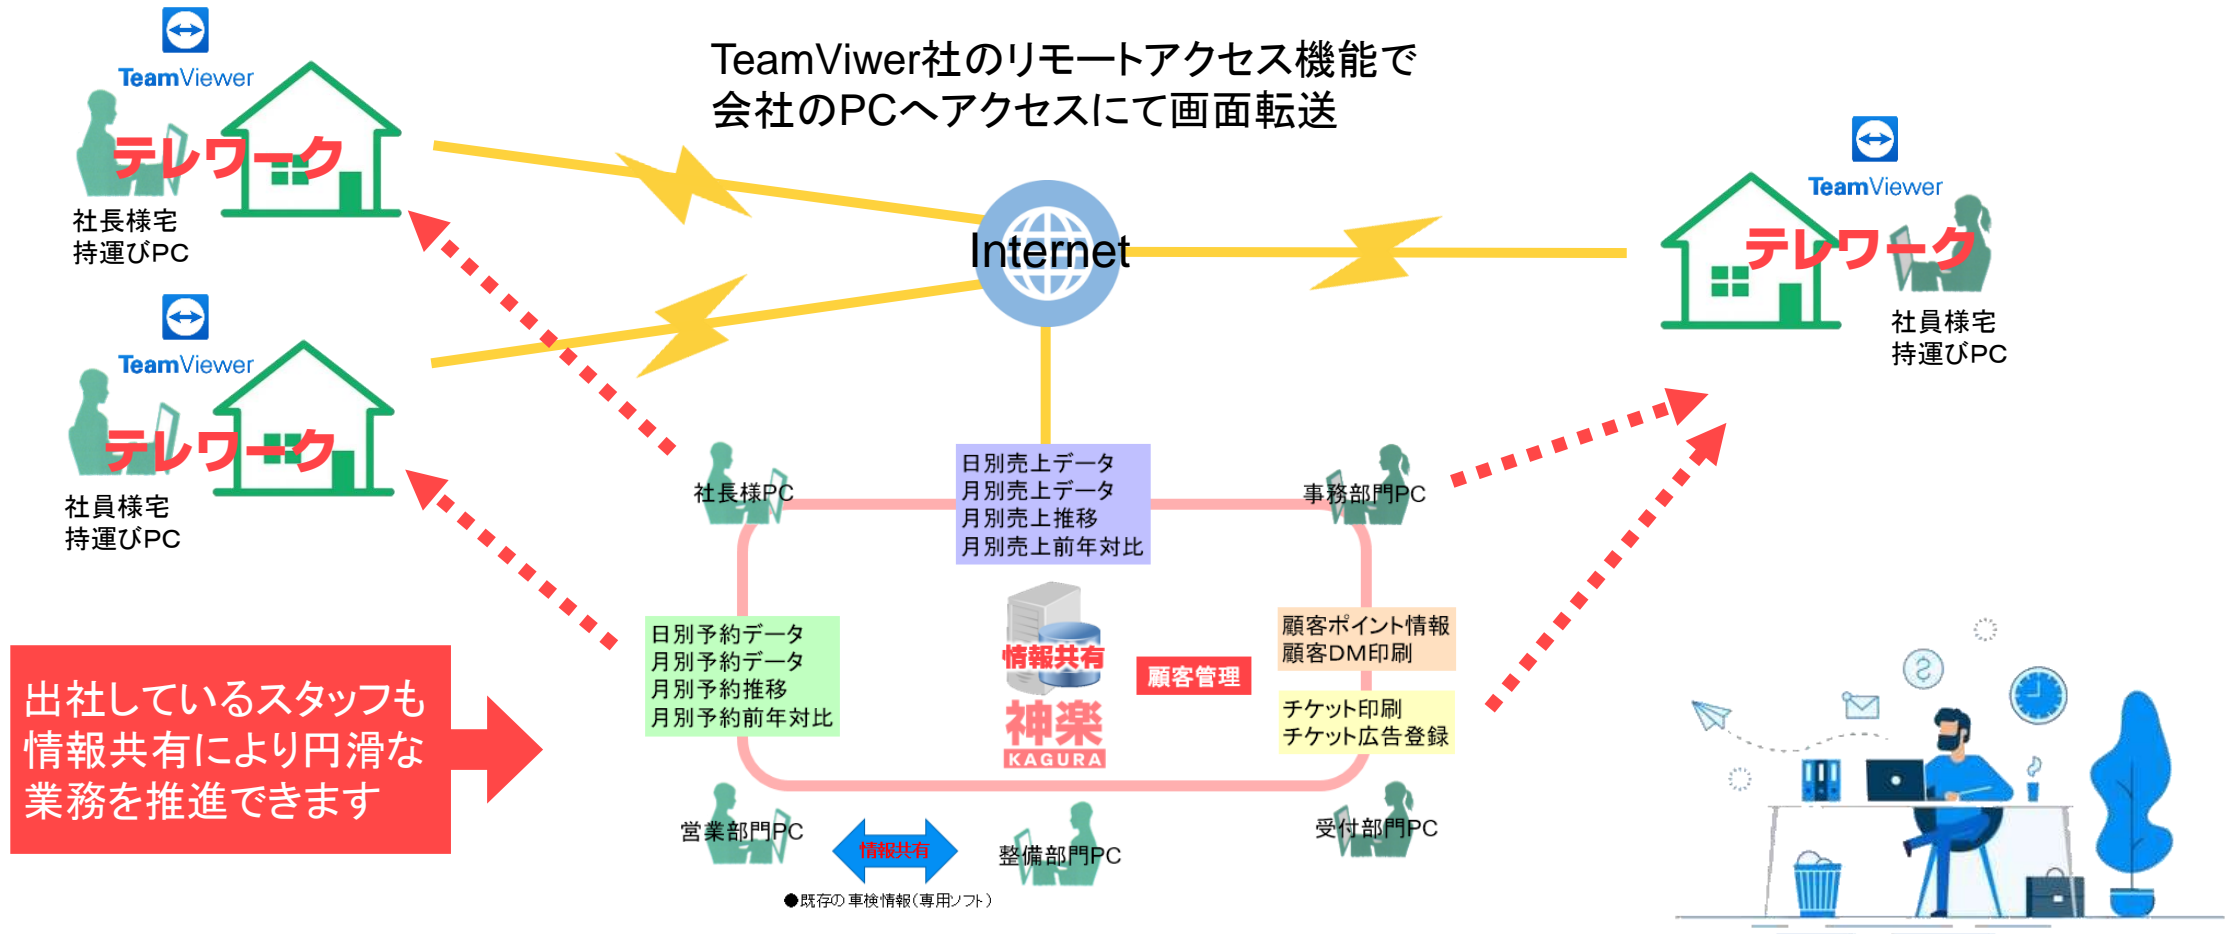 TeamViewer
テレワーク
社長様宅
持運びPC
TeamViewer
テレワーク
社員様宅
持運びPC
TeamViwer社のリモートアクセス機能で
会社のPCへアクセスにて画面転送
Internet
TeamViewer
テレワーク
社員様宅
持運びPC
社長様PC
日別売上データ
月別売上データ
月別売上推移
月別売上前年対比
事務部門PC
日別予約データ
月別予約データ
月別予約推移
月別予約前年対比
情報共有
神楽
KAGURA
顧客管理
顧客ポイント情報
顧客DM印刷
チケット印刷
チケット広告登録
出社しているスタッフも
情報共有により円滑な
業務を推進できます
営業部門PC
情報共有
整備部門PC
受付部門PC
●既存の車検情報(専用ソフト)